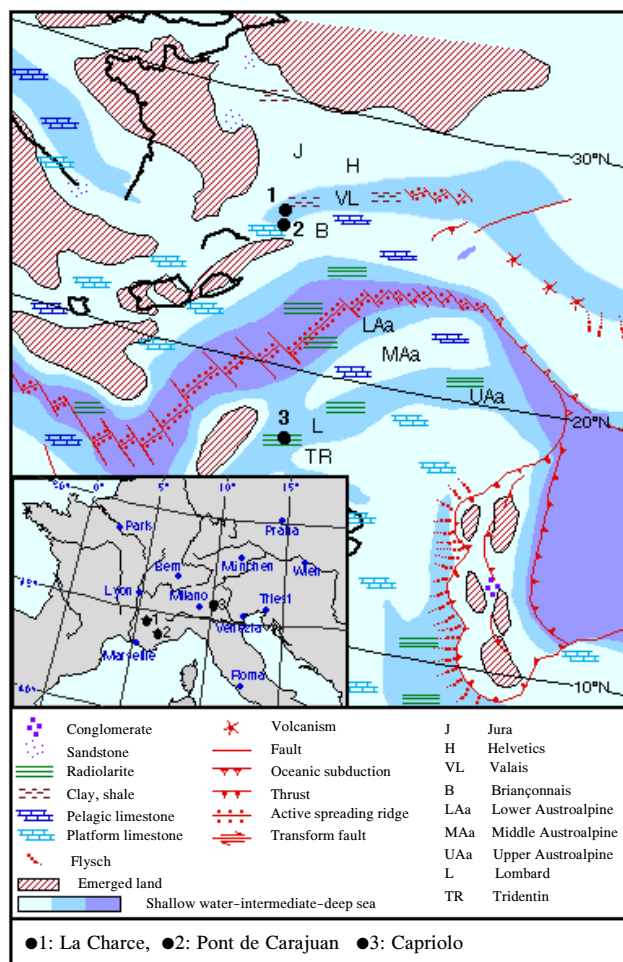 J
H
30°N
1
VL
2
B
LAa
MAa
UAa
20°N
3
L
TR
0°
5°
10°
15°
Paris
Praha
Bern
München
Wien
Lyon
Milano
Triest
1
2
Venezia
Marseille
Roma
10°N
Conglomerate
Volcanism
J Jura
Sandstone
Fault
H Helvetics
Radiolarite
Oceanic subduction
VL Valais
Clay, shale
Thrust
B Briançonnais
Pelagic limestone
Active spreading ridge
LAa Lower Austroalpine
Platform limestone
Transform fault
MAa Middle Austroalpine
Flysch
UAa Upper Austroalpine
Emerged land
L Lombard
Shallow water-intermediate-deep sea
TR Tridentin
●1: La Charce, ●2: Pont de Carajuan ●3: Capriolo